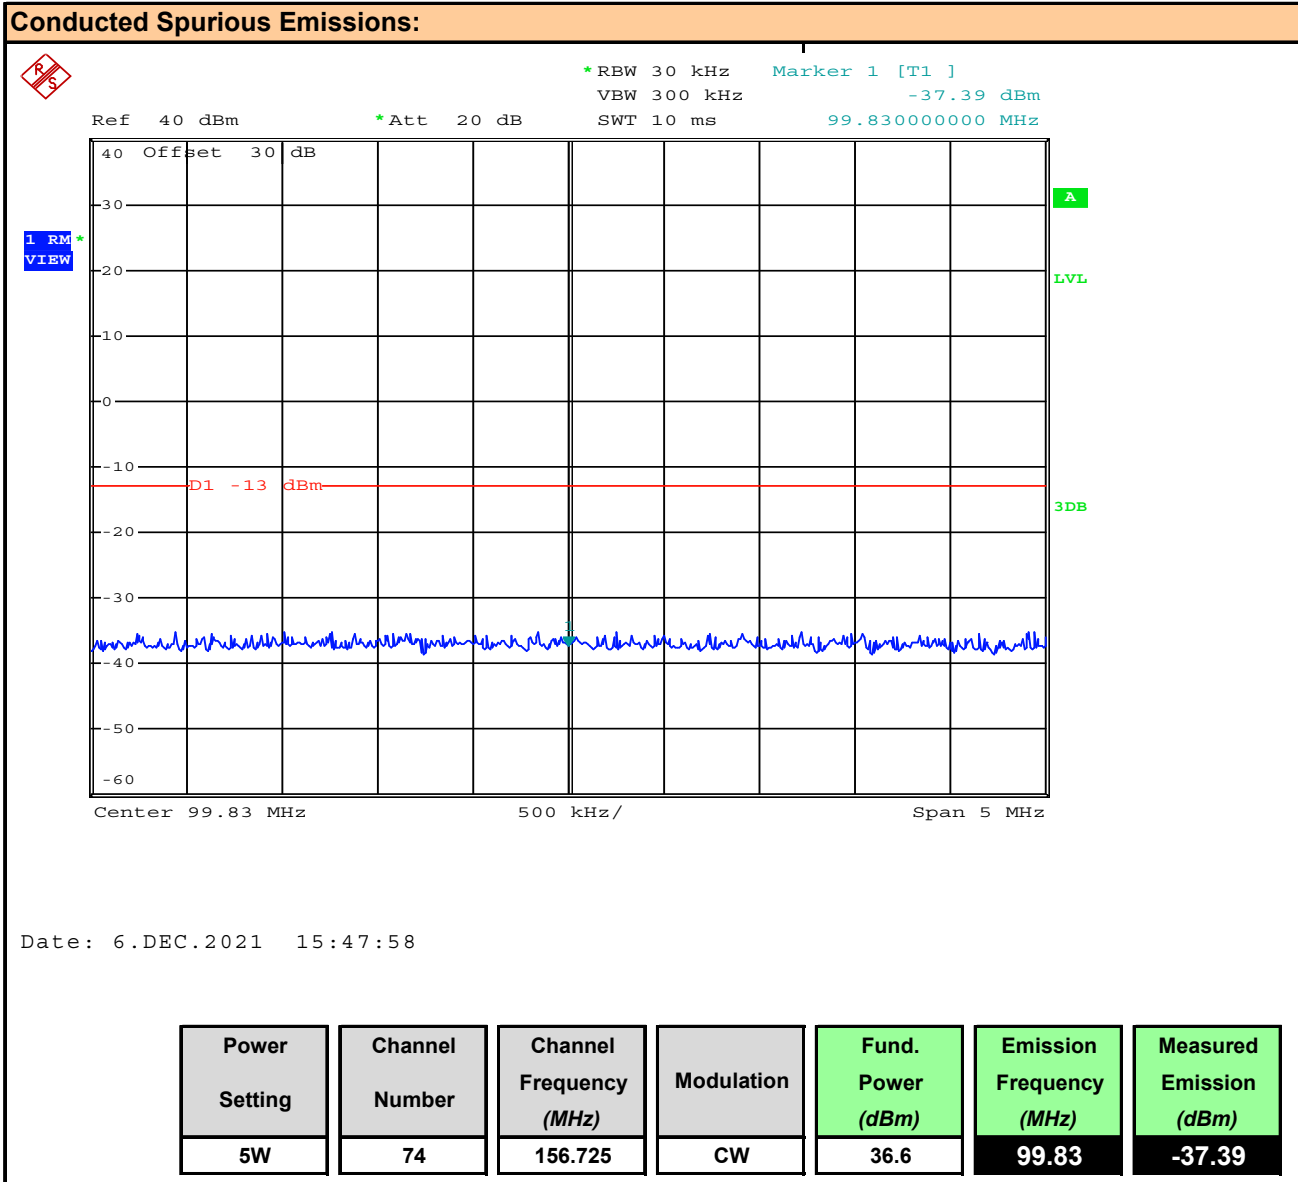 Conducted Spurious Emissions:
R S
* RBW 30 kHz Marker 1 [T1 ]
VBW 300 kHz -37.39 dBm
Ref 40 dBm * Att 20 dB SWT 10 ms 99.830000000 MHz
40 Offset 30 dB
30
A
1 RM *
VIEW
20
LVL
10
0
-10
D1 -13 dBm
3DB
-20
-30
1
-40
-50
-60
Center 99.83 MHz 500 kHz/ Span 5 MHz
Date: 6.DEC.2021 15:47:58
Power Setting
Channel Number
Channel Frequency (MHz)
Modulation
Fund. Power (dBm)
Emission Frequency (MHz)
Measured Emission (dBm)
5W 74 156.725 CW 36.6 99.83 -37.39